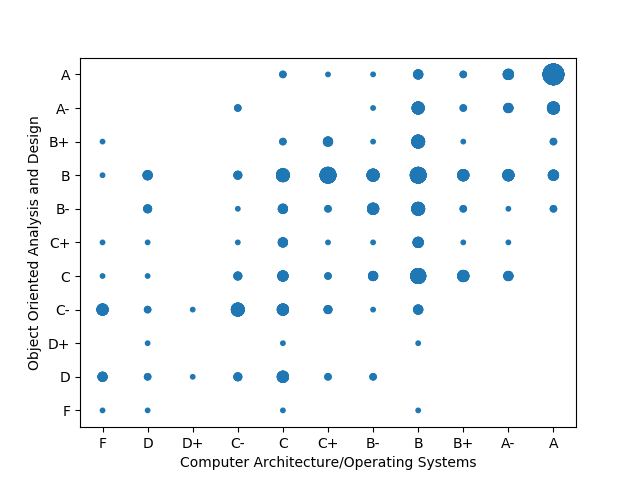 Object Oriented Analysis and Design
A
A-
B+
B
B-
C+
C
C-
D+
D
F
F D D+ C- C C+ B- B B+ A- A
Computer Architecture/Operating Systems